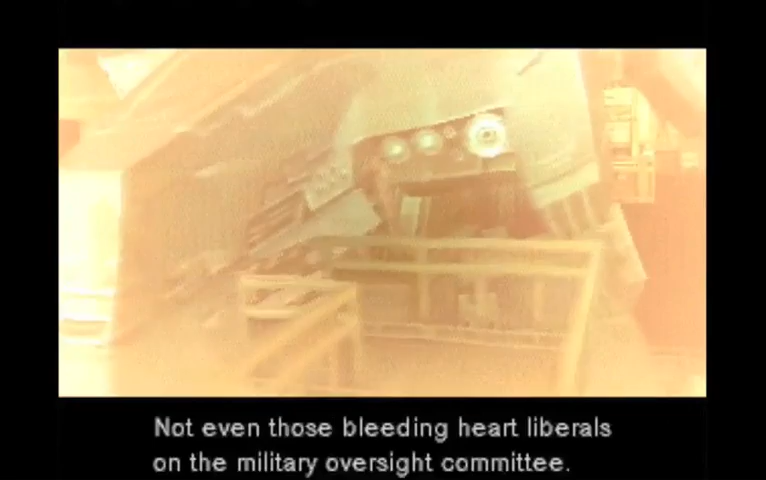 Not even those bleeding heart liberals
on the military oversight committee.